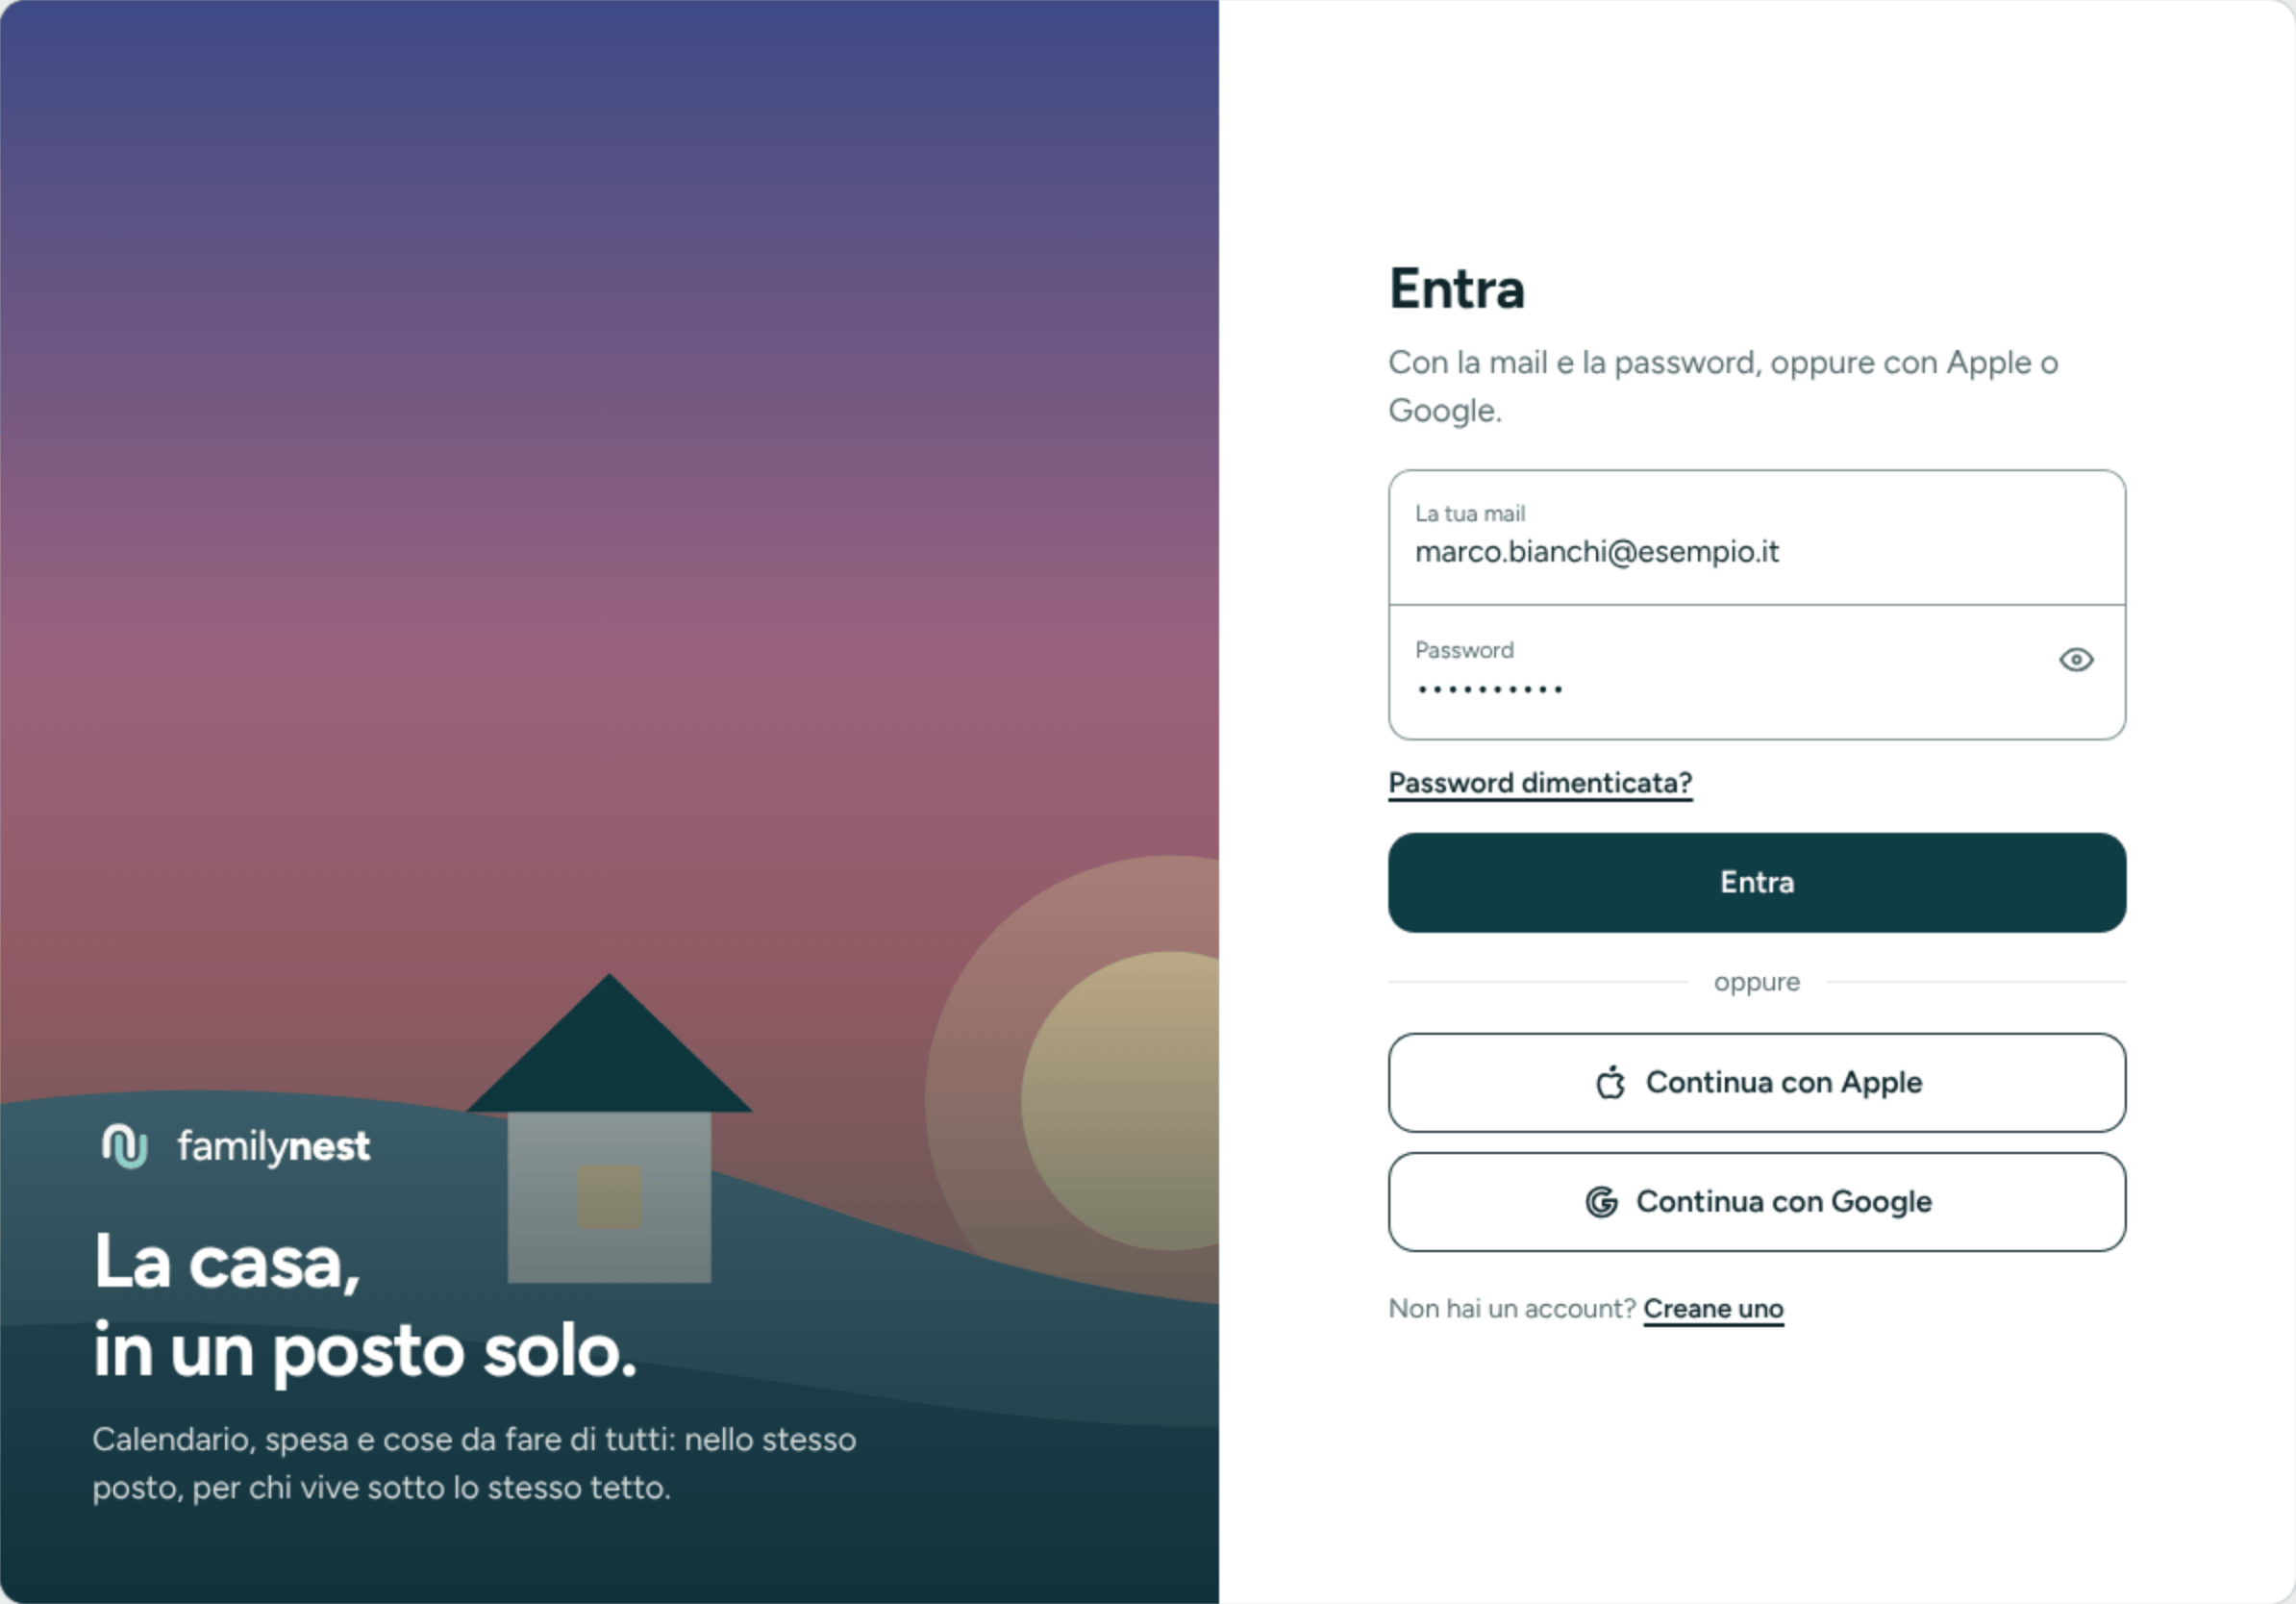 familynest
La casa,
in un posto solo.
Calendario, spesa e cose da fare di tutti: nello stesso
posto, per chi vive sotto lo stesso tetto.
Entra
Con la mail e la password, oppure con Apple o
Google.
La tua mail
marco.bianchi@esempio.it
Password
••••••••••
Password dimenticata?
Entra
oppure
Continua con Apple
Continua con Google
Non hai un account? Creane uno